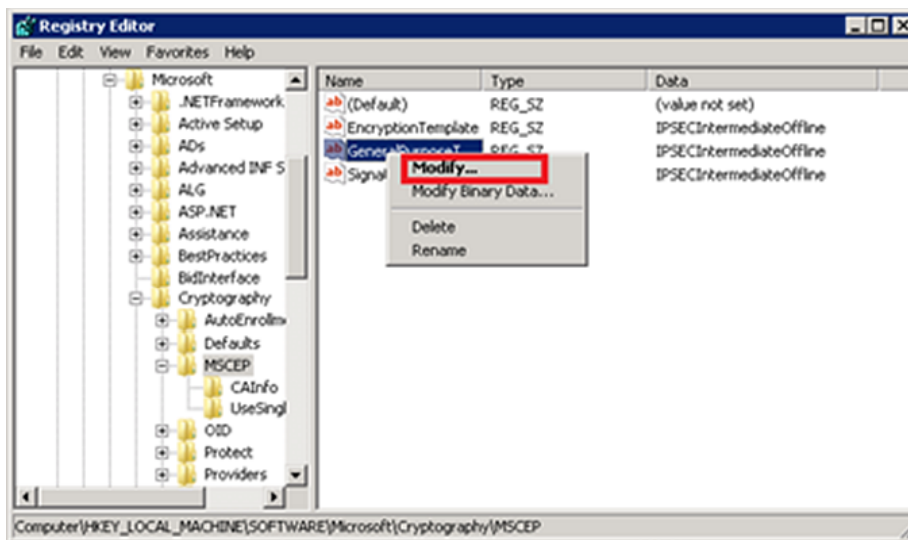 Registry Editor
File Edit View Favorites Help
Microsoft
.NETFramework
Active Setup
ADs
Advanced INF S
ALG
ASP.NET
Assistance
BestPractices
BidInterface
Cryptography
AutoEnrollm
Defaults
MSCEP
CAInfo
UseSingl
OID
Protect
Providers
Name Type Data
(Default) REG_SZ (value not set)
EncryptionTemplate REG_SZ IPSECIntermediateOffline
GeneralPurposeT... REG_SZ IPSECIntermediateOffline
Signat IPSECIntermediateOffline
Modify...
Modify Binary Data...
Delete
Rename
Computer\HKEY_LOCAL_MACHINE\SOFTWARE\Microsoft\Cryptography\MSCEP